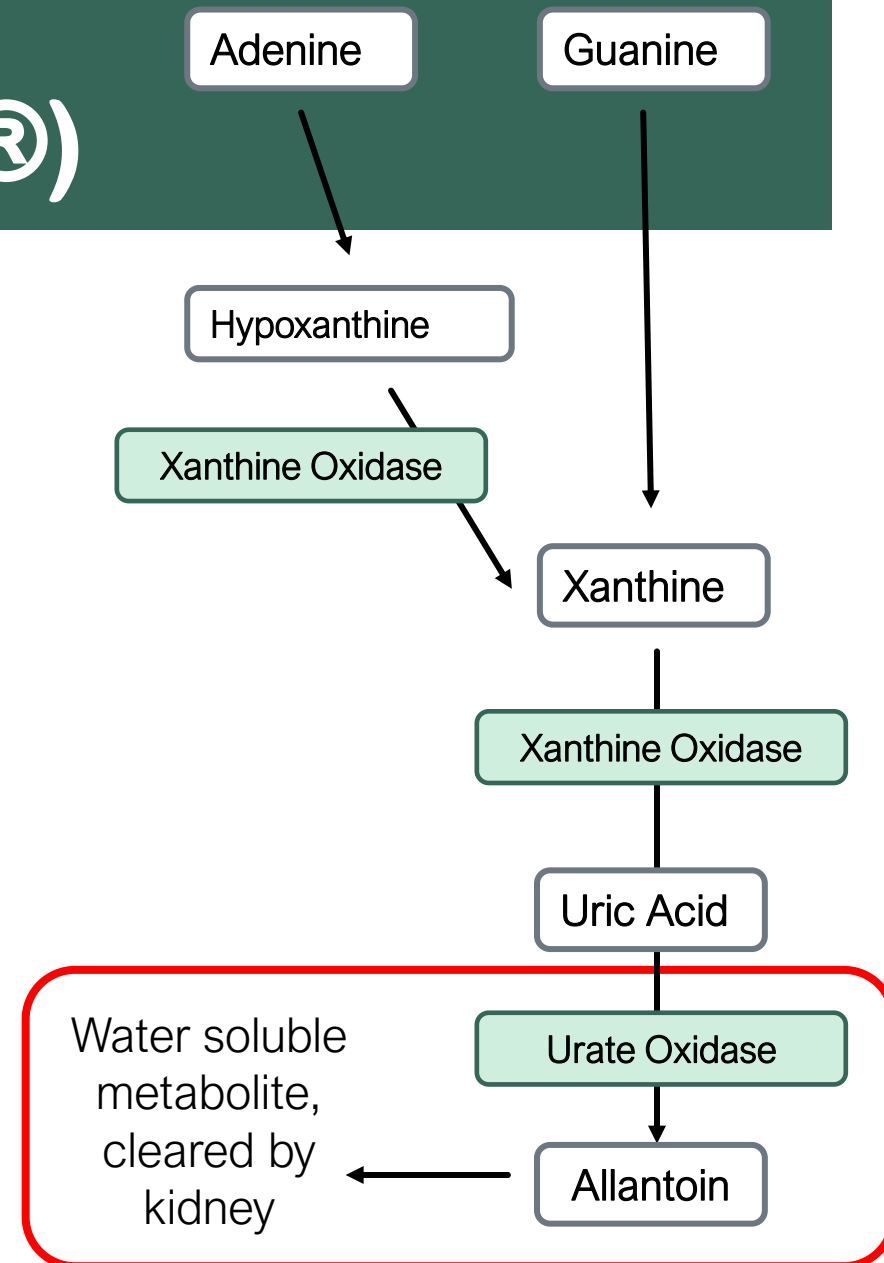 Adenine
Guanine
®)
Hypoxanthine
Xanthine Oxidase
Xanthine
Xanthine Oxidase
Uric Acid
Water soluble
metabolite,
cleared by
kidney
Urate Oxidase
Allantoin